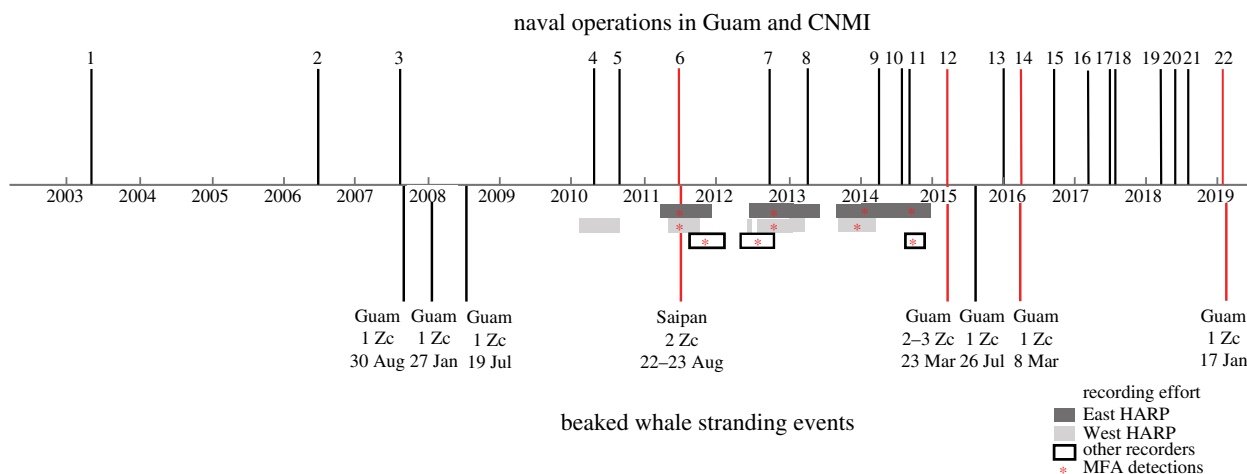 naval operations in Guam and CNMI
1 2 3 4 5 6 7 8 9 10 11 12 13 14 15 16 17 18 19 20 21 22
2003 2004 2005 2006 2007 2008 2009 2010 2011 2012 2013 2014 2015 2016 2017 2018 2019
* * * *
* * *
* * *
Guam Guam Guam Saipan Guam Guam Guam Guam
1 Zc 1 Zc 1 Zc 2 Zc 2–3 Zc 1 Zc 1 Zc 1 Zc
30 Aug 27 Jan 19 Jul 22–23 Aug 23 Mar 26 Jul 8 Mar 17 Jan
recording effort
East HARP
beaked whale stranding events
West HARP
other recorders
* MFA detections